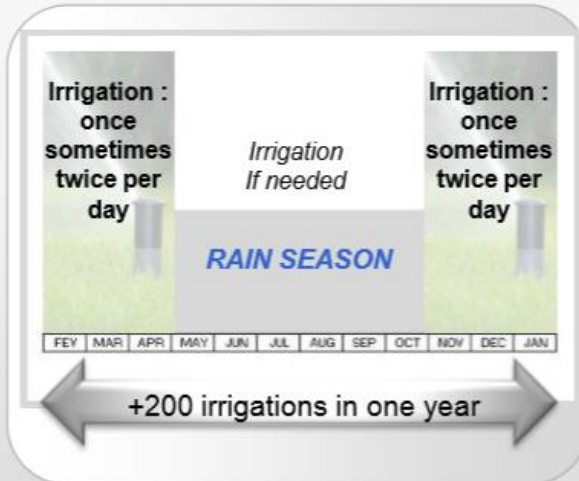 Irrigation :
once
sometimes
twice per
day
Irrigation
If needed
RAIN SEASON
Irrigation :
once
sometimes
twice per
day
FEY MAR APR MAY JUN JUL AUG SEP OCT NOV DEC JAN
+200 irrigations in one year